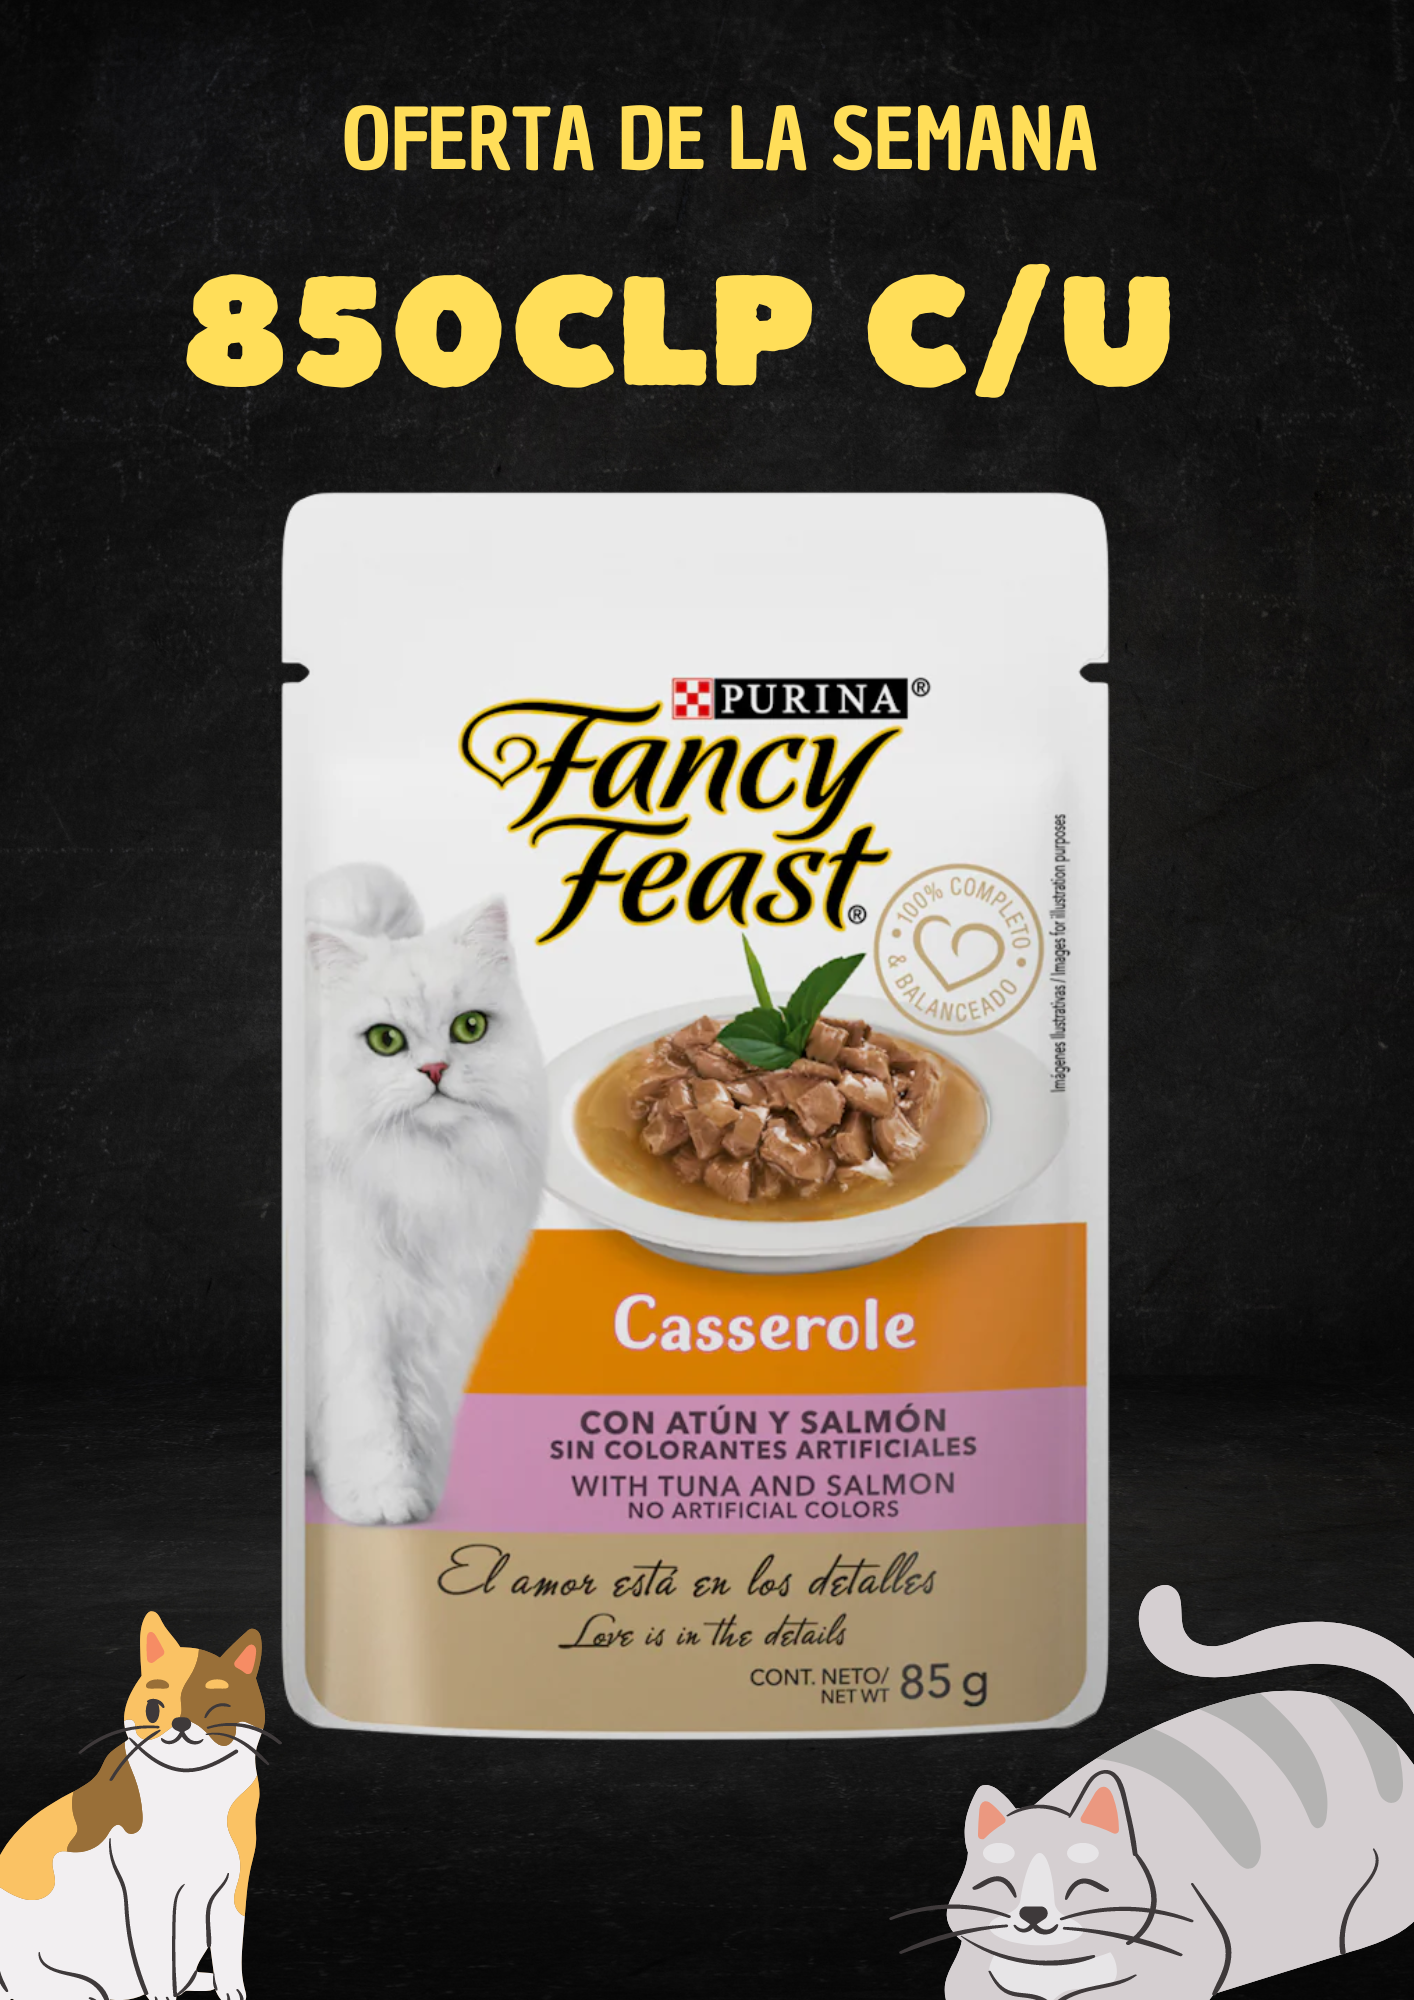 OFERTA DE LA SEMANA
850CLP C/U
PURINA®
Fancy
Feast®
100% COMPLETO
& BALANCEADO
Imágenes Ilustrativas / Images for illustration purposes
Casserole
CON ATÚN Y SALMÓN
SIN COLORANTES ARTIFICIALES
WITH TUNA AND SALMON
NO ARTIFICIAL COLORS
El amor está en los detalles
Love is in the details
CONT. NETO/
NET WT 85 g